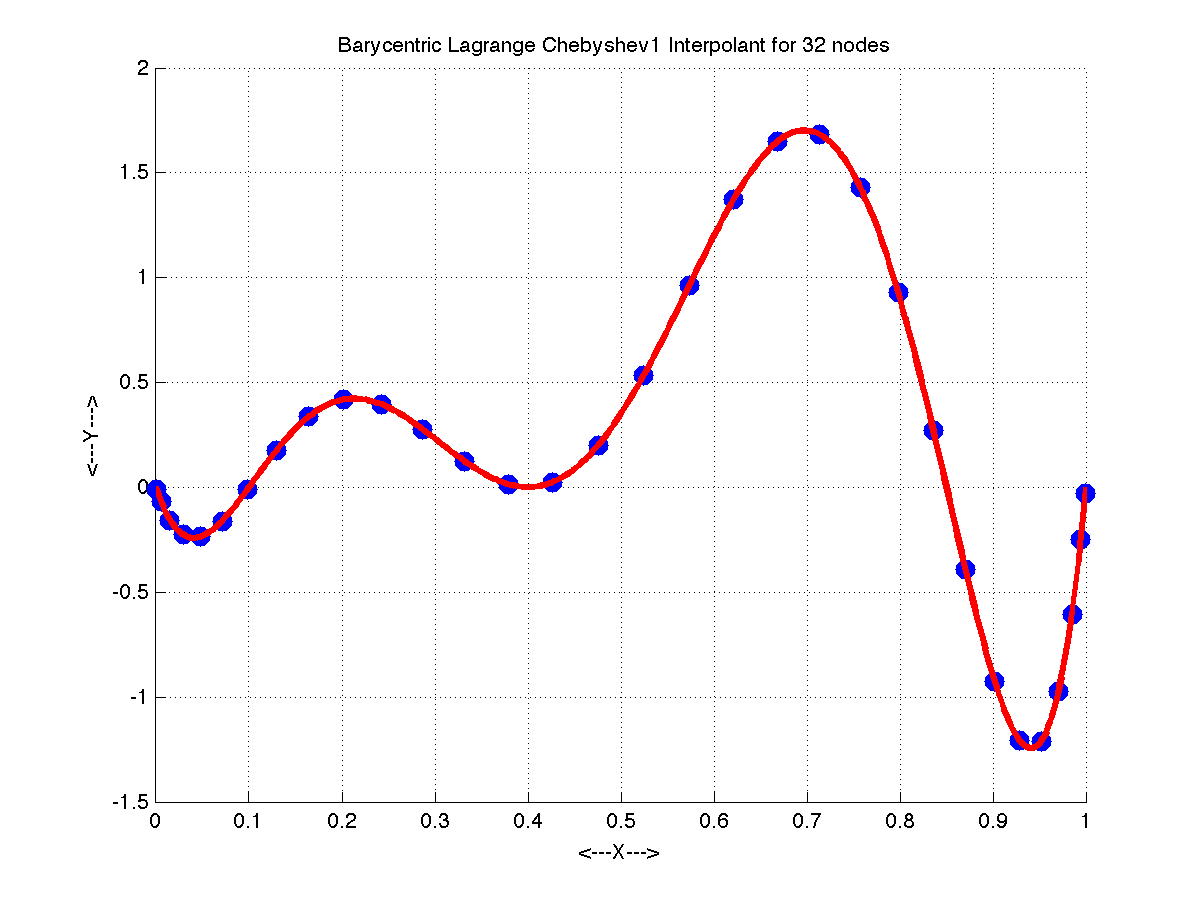 Barycentric Lagrange Chebyshev1 Interpolant for 32 nodes
2
1.5
1
0.5
0
-0.5
-1
-1.5
<---Y--->
0 0.1 0.2 0.3 0.4 0.5 0.6 0.7 0.8 0.9 1
<---X--->